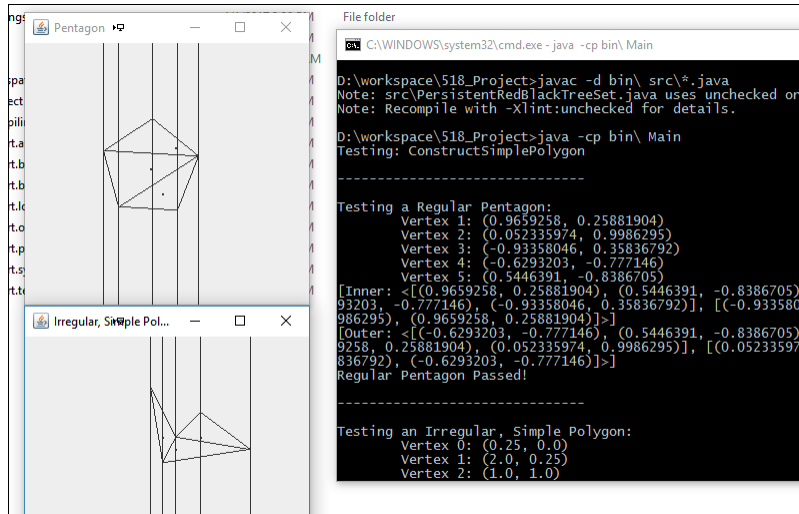 File folder
Pentagon
C:\WINDOWS\system32\cmd.exe - java -cp bin\ Main
D:\workspace\518_Project>javac -d bin\ src\*.java
Note: src\PersistentRedBlackTreeSet.java uses unchecked
Note: Recompile with -Xlint:unchecked for details.
D:\workspace\518_Project>java -cp bin\ Main
Testing: ConstructSimplePolygon
-------------------------------
Testing a Regular Pentagon:
Vertex 1: (0.9659258, 0.25881904)
Vertex 2: (0.052335974, 0.9986295)
Vertex 3: (-0.93358046, 0.35836792)
Vertex 4: (-0.6293203, -0.777146)
Vertex 5: (0.5446391, -0.8386705)
[Inner: <[(0.9659258, 0.25881904), (0.5446391, -0.8386705)
93203, -0.777146), (-0.93358046, 0.35836792)], [(-0.93358
986295), (0.9659258, 0.25881904)]>]
[Outer: <[(-0.6293203, -0.777146), (0.5446391, -0.8386705)
9258, 0.25881904), (0.052335974, 0.9986295)], [(0.0523597
836792), (-0.6293203, -0.777146)]>]
Regular Pentagon Passed!
-------------------------------
Irregular, Simple Pol...
Testing an Irregular, Simple Polygon:
Vertex 0: (0.25, 0.0)
Vertex 1: (2.0, 0.25)
Vertex 2: (1.0, 1.0)